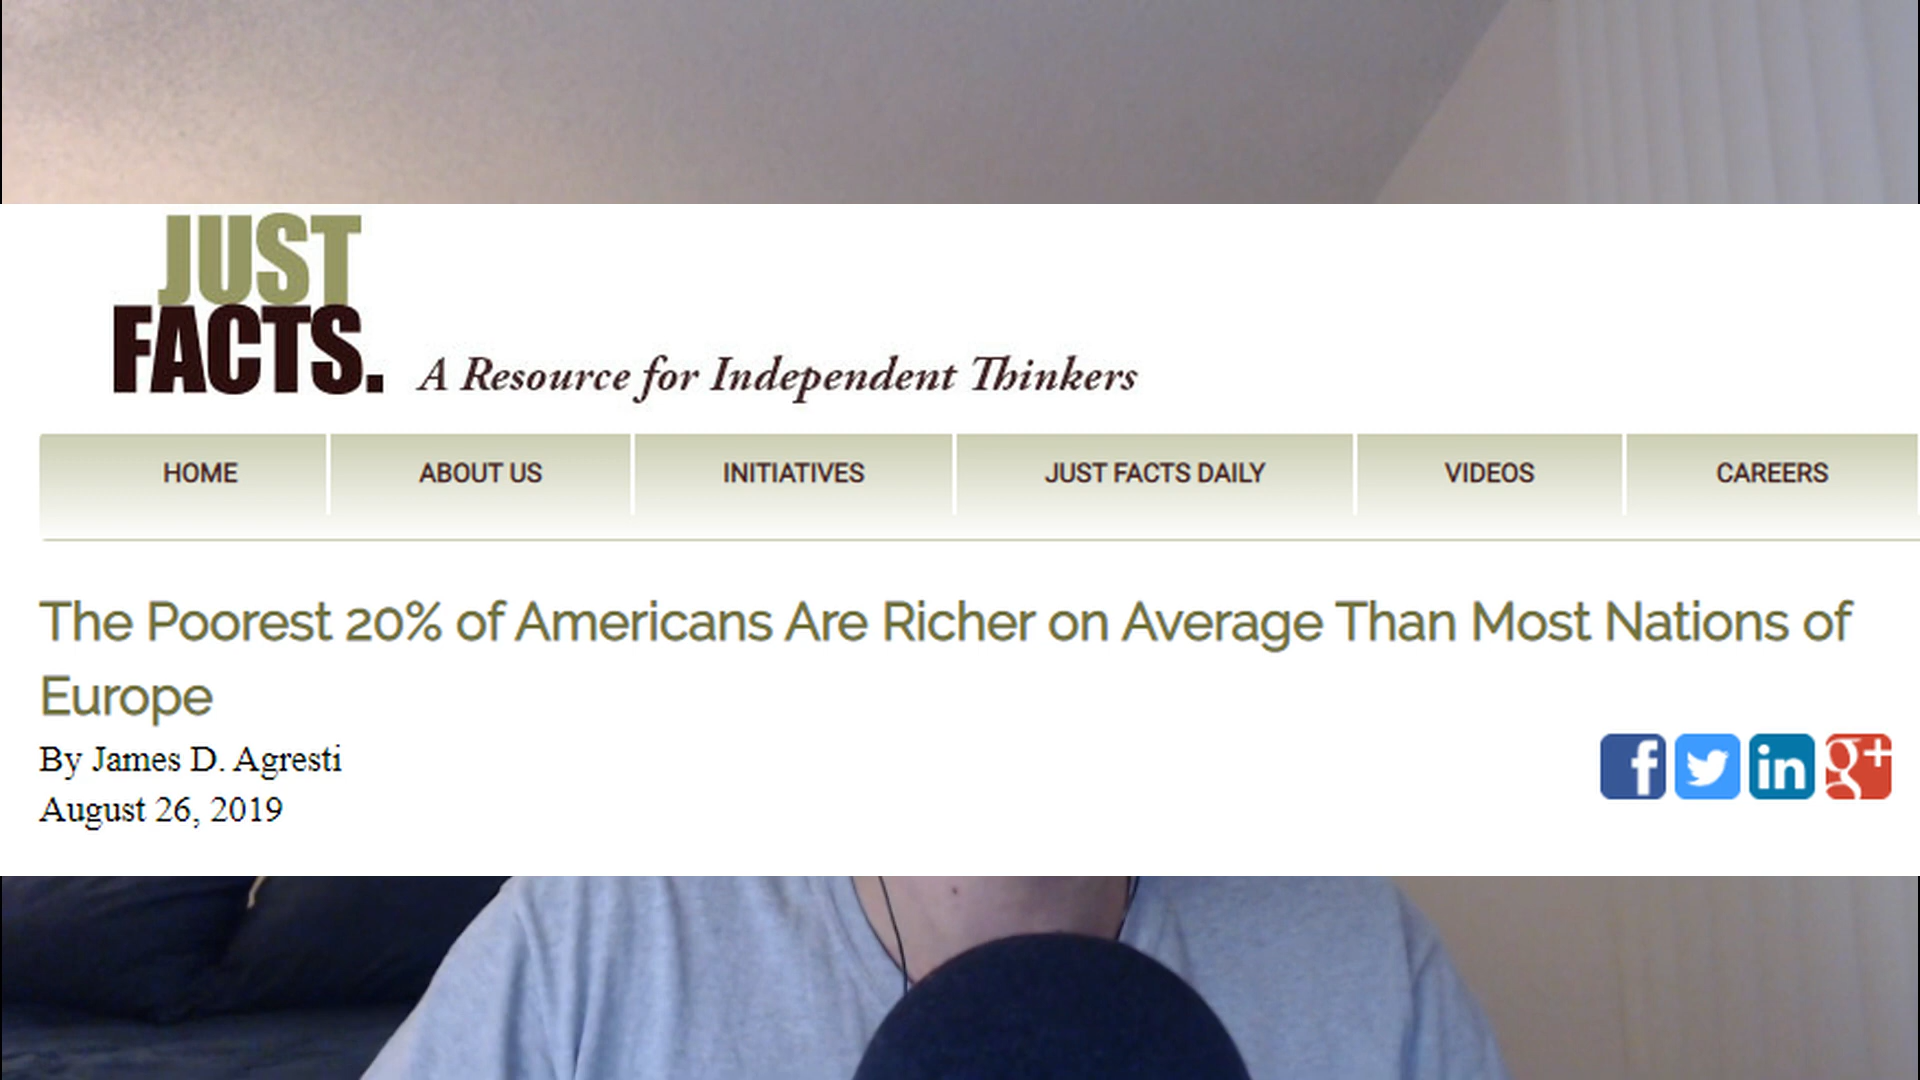 JUST
FACTS.
A Resource for Independent Thinkers
HOME ABOUT US INITIATIVES JUST FACTS DAILY VIDEOS CAREERS
The Poorest 20% of Americans Are Richer on Average Than Most Nations of
Europe
By James D. Agresti
August 26, 2019
f in g+